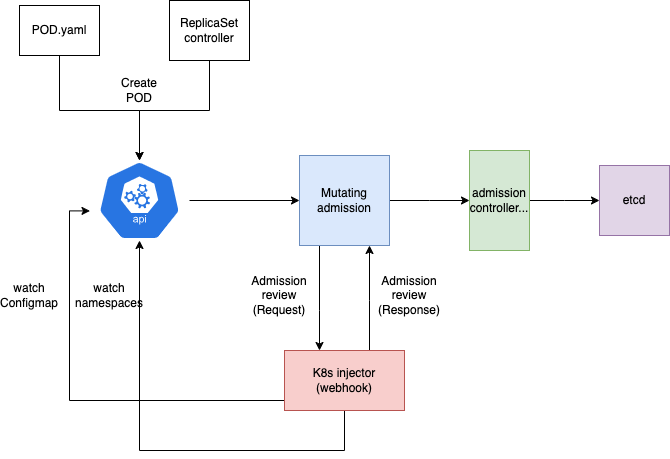 POD.yaml
ReplicaSet
controller
Create
POD
api
Mutating
admission
admission
controller...
etcd
watch
Configmap
watch
namespaces
Admission
review
(Request)
Admission
review
(Response)
K8s injector
(webhook)